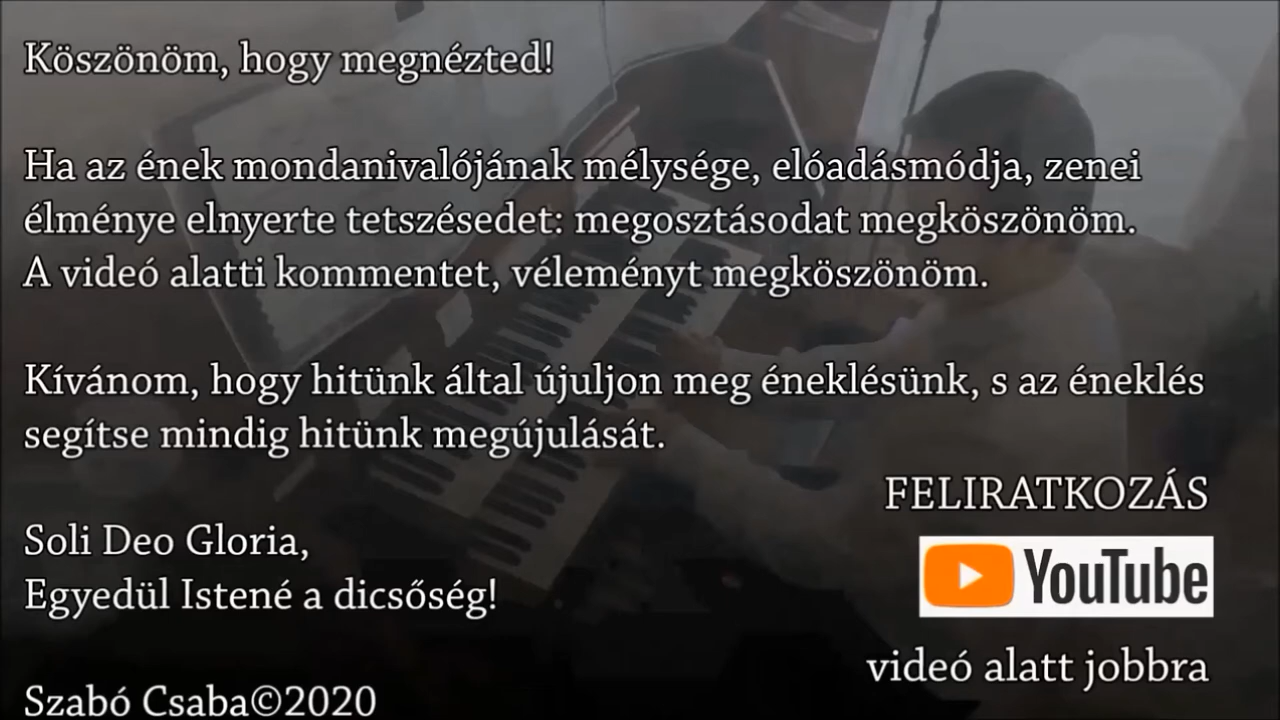 Köszönöm, hogy megnézted!
Ha az ének mondanivalójának mélysége, elóadásmódja, zenei
élménye elnyerte tetszésedet: megosztásodat megköszönöm.
A videó alatti kommentet, véleményt megköszönöm.
Kívánom, hogy hitünk által újuljon meg éneklésünk, s az éneklés
segítse mindig hitünk megújulását.
Soli Deo Gloria,
Egyedül Istené a dicsőség!
Szabó Csaba©2020
FELIRATKOZÁS
YouTube
videó alatt jobbra